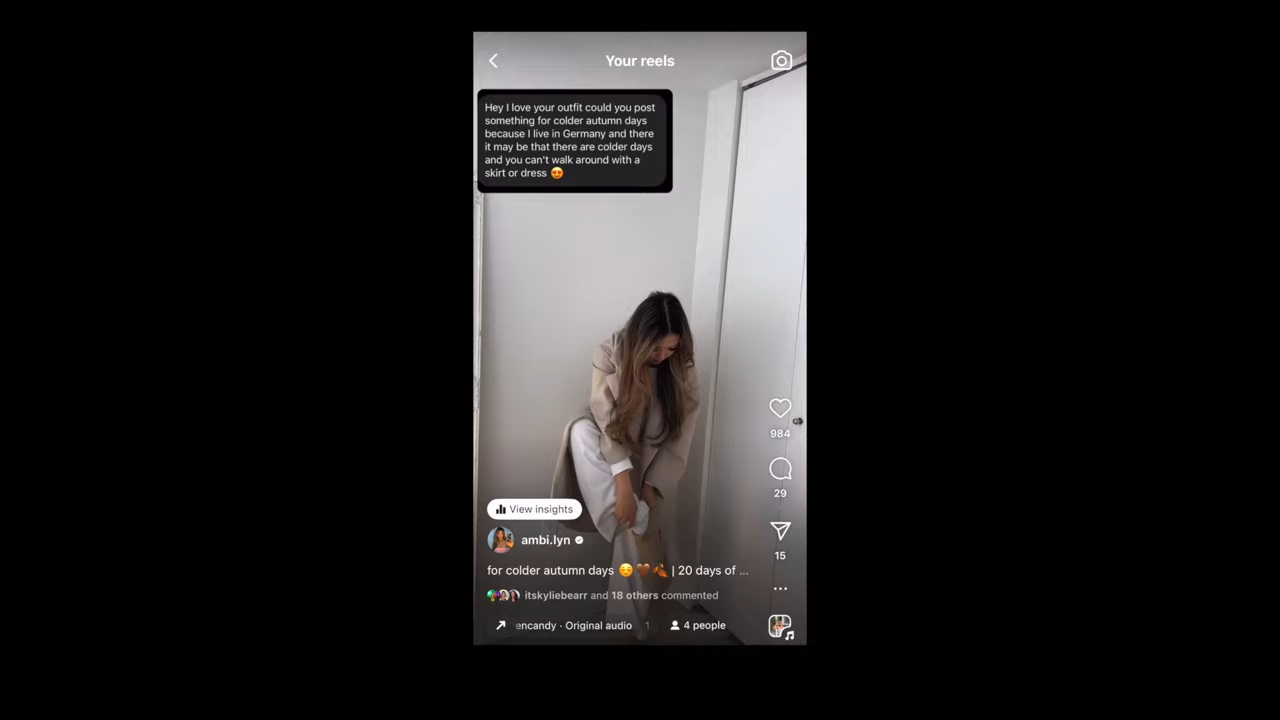 Your reels
Hey I love your outfit could you post
something for colder autumn days
because I live in Germany and there
it may be that there are colder days
and you can't walk around with a
skirt or dress 😍
984
29
View insights
ambi.lyn
15
for colder autumn days ☺️🤎🍂 | 20 days of ...
itskyliebearr and 18 others commented
encandy · Original audio
1
4 people